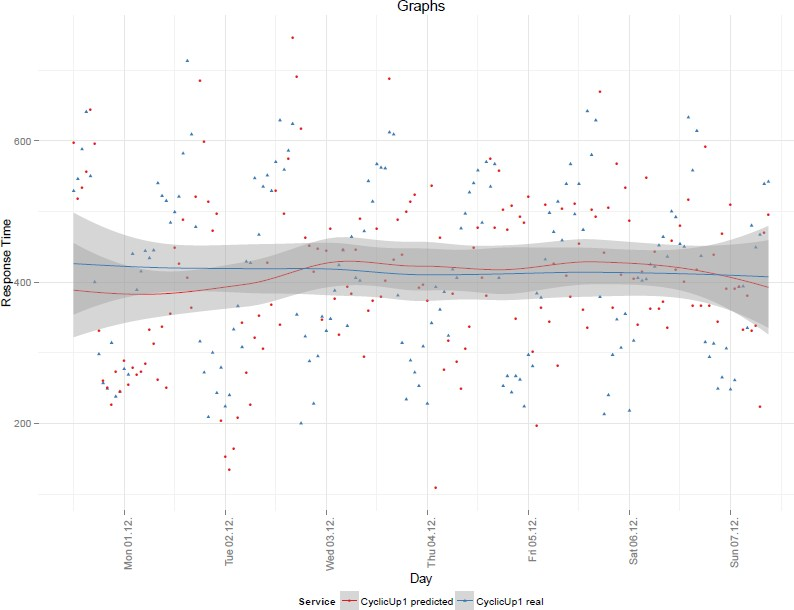 Graphs
Response Time
600
400
200
Mon 01.12.
Tue 02.12.
Wed 03.12.
Thu 04.12.
Fri 05.12.
Sat 06.12.
Sun 07.12.
Day
Service CyclicUp1 predicted CyclicUp1 real